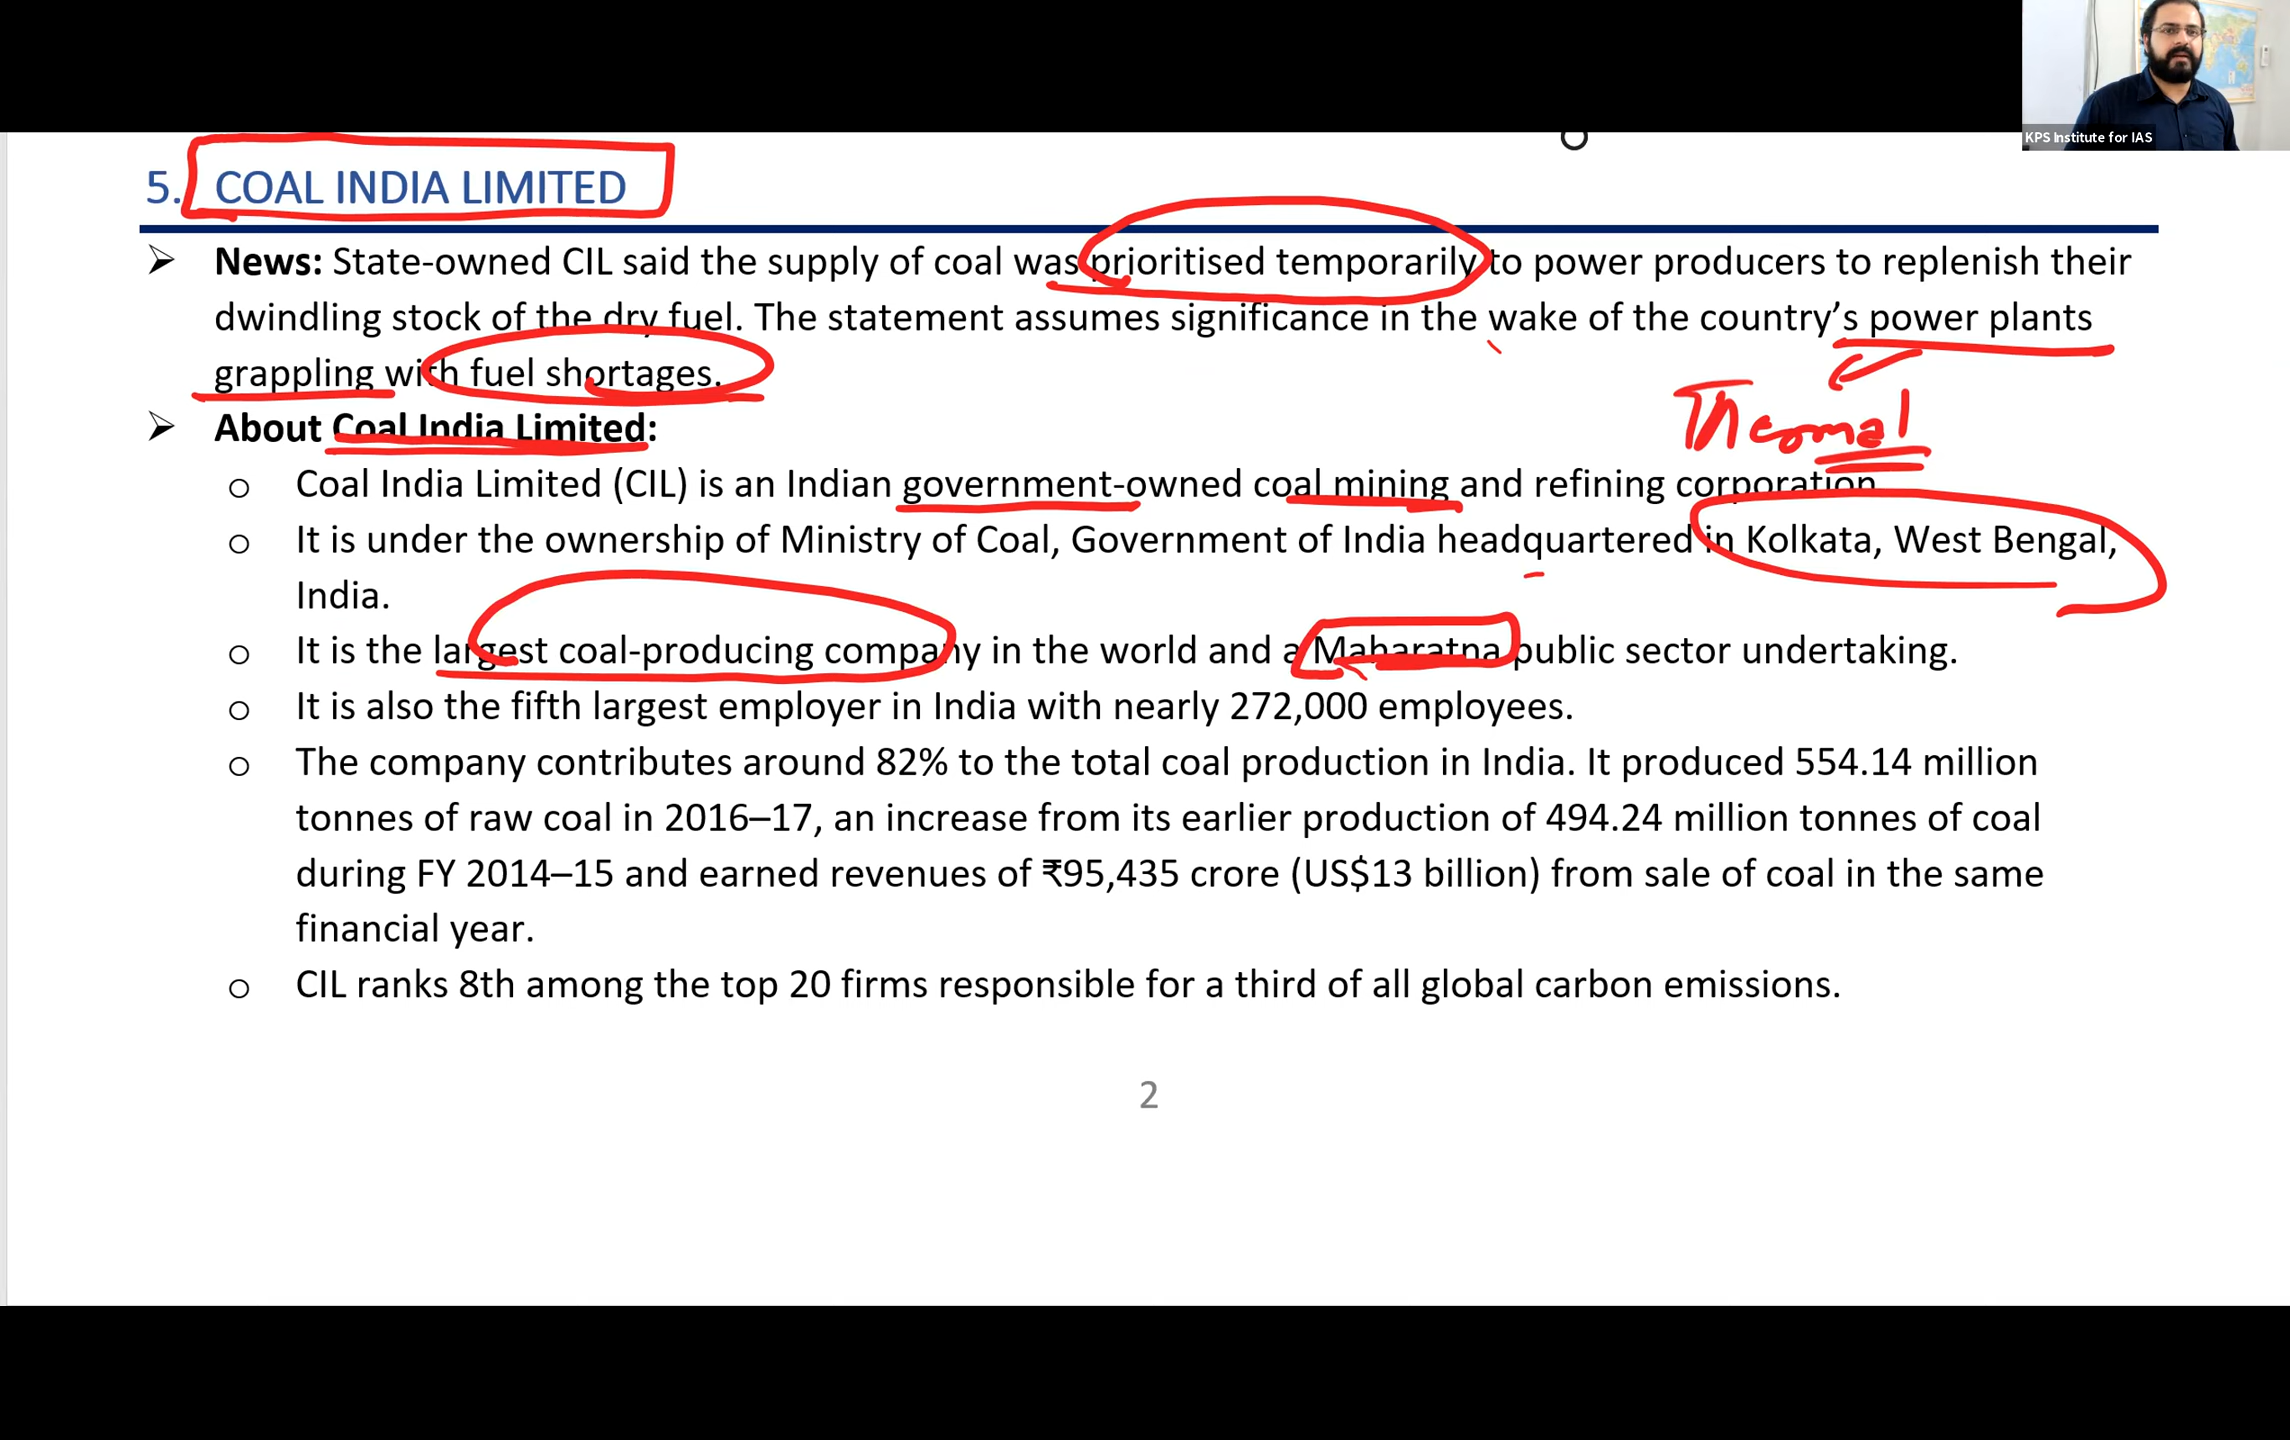 KPS Institute for IAS
5. COAL INDIA LIMITED
➢ News: State-owned CIL said the supply of coal was prioritised temporarily to power producers to replenish their
dwindling stock of the dry fuel. The statement assumes significance in the wake of the country’s power plants
grappling with fuel shortages.
Thermal
➢ About Coal India Limited:
o Coal India Limited (CIL) is an Indian government-owned coal mining and refining corporation
o It is under the ownership of Ministry of Coal, Government of India headquartered in Kolkata, West Bengal,
India.
o It is the largest coal-producing company in the world and a Maharatna public sector undertaking.
o It is also the fifth largest employer in India with nearly 272,000 employees.
o The company contributes around 82% to the total coal production in India. It produced 554.14 million
tonnes of raw coal in 2016–17, an increase from its earlier production of 494.24 million tonnes of coal
during FY 2014–15 and earned revenues of ₹95,435 crore (US$13 billion) from sale of coal in the same
financial year.
o CIL ranks 8th among the top 20 firms responsible for a third of all global carbon emissions.
2